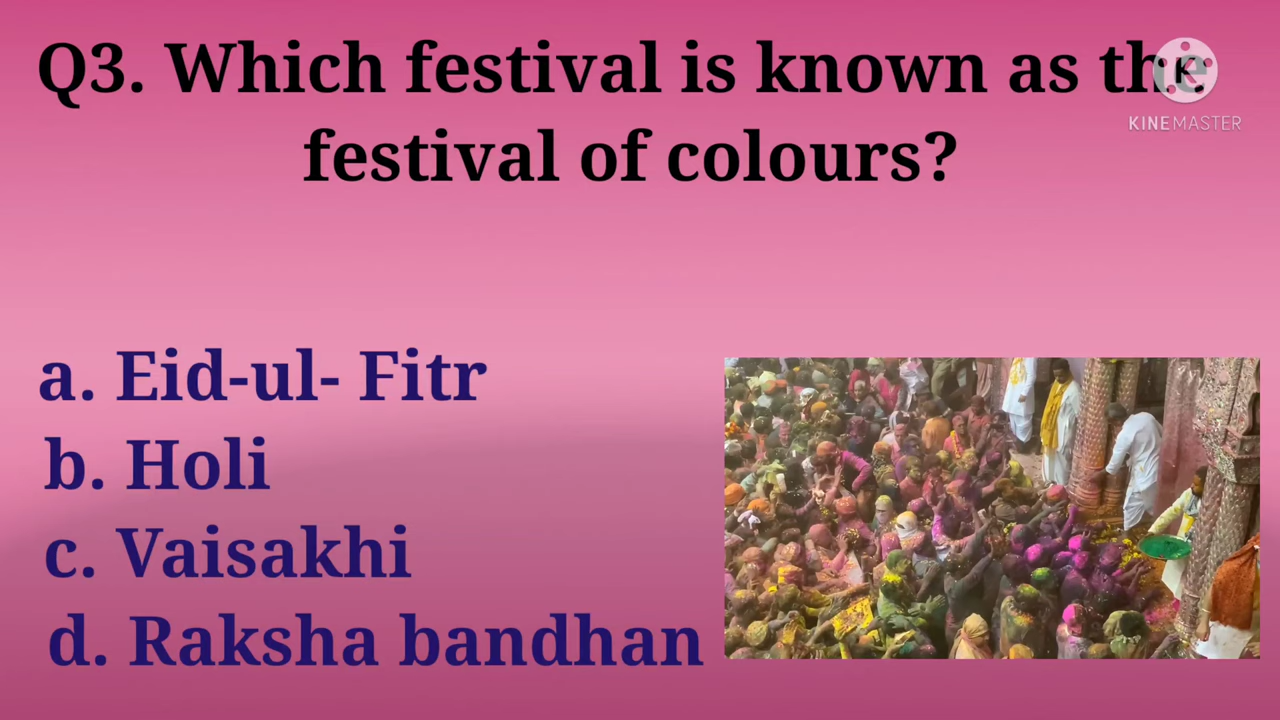 Q3. Which festival is known as the
festival of colours?
K
KINEMASTER
a. Eid-ul- Fitr
b. Holi
c. Vaisakhi
d. Raksha bandhan